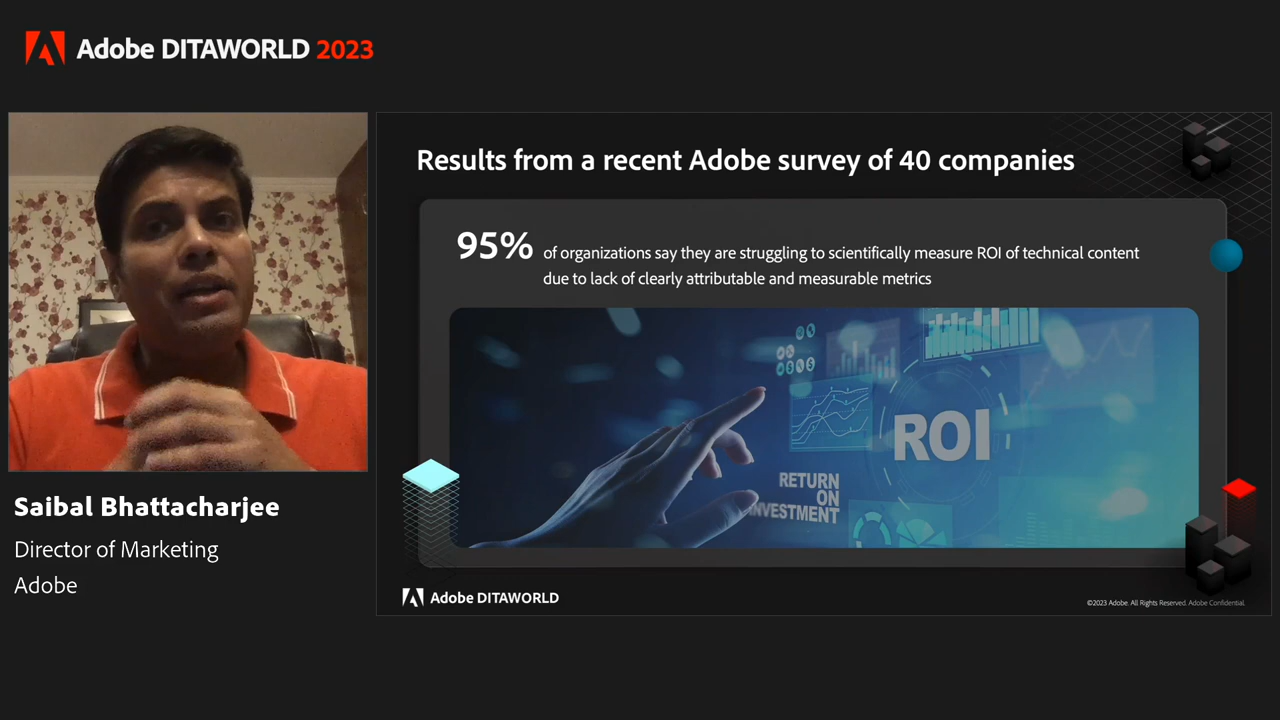 Adobe DITAWORLD 2023
Results from a recent Adobe survey of 40 companies
95% of organizations say they are struggling to scientifically measure ROI of technical content
due to lack of clearly attributable and measurable metrics
ROI
RETURN
ON
INVESTMENT
Saibal Bhattacharjee
Director of Marketing
Adobe
Adobe DITAWORLD
©2023 Adobe. All Rights Reserved. Adobe Confidential.